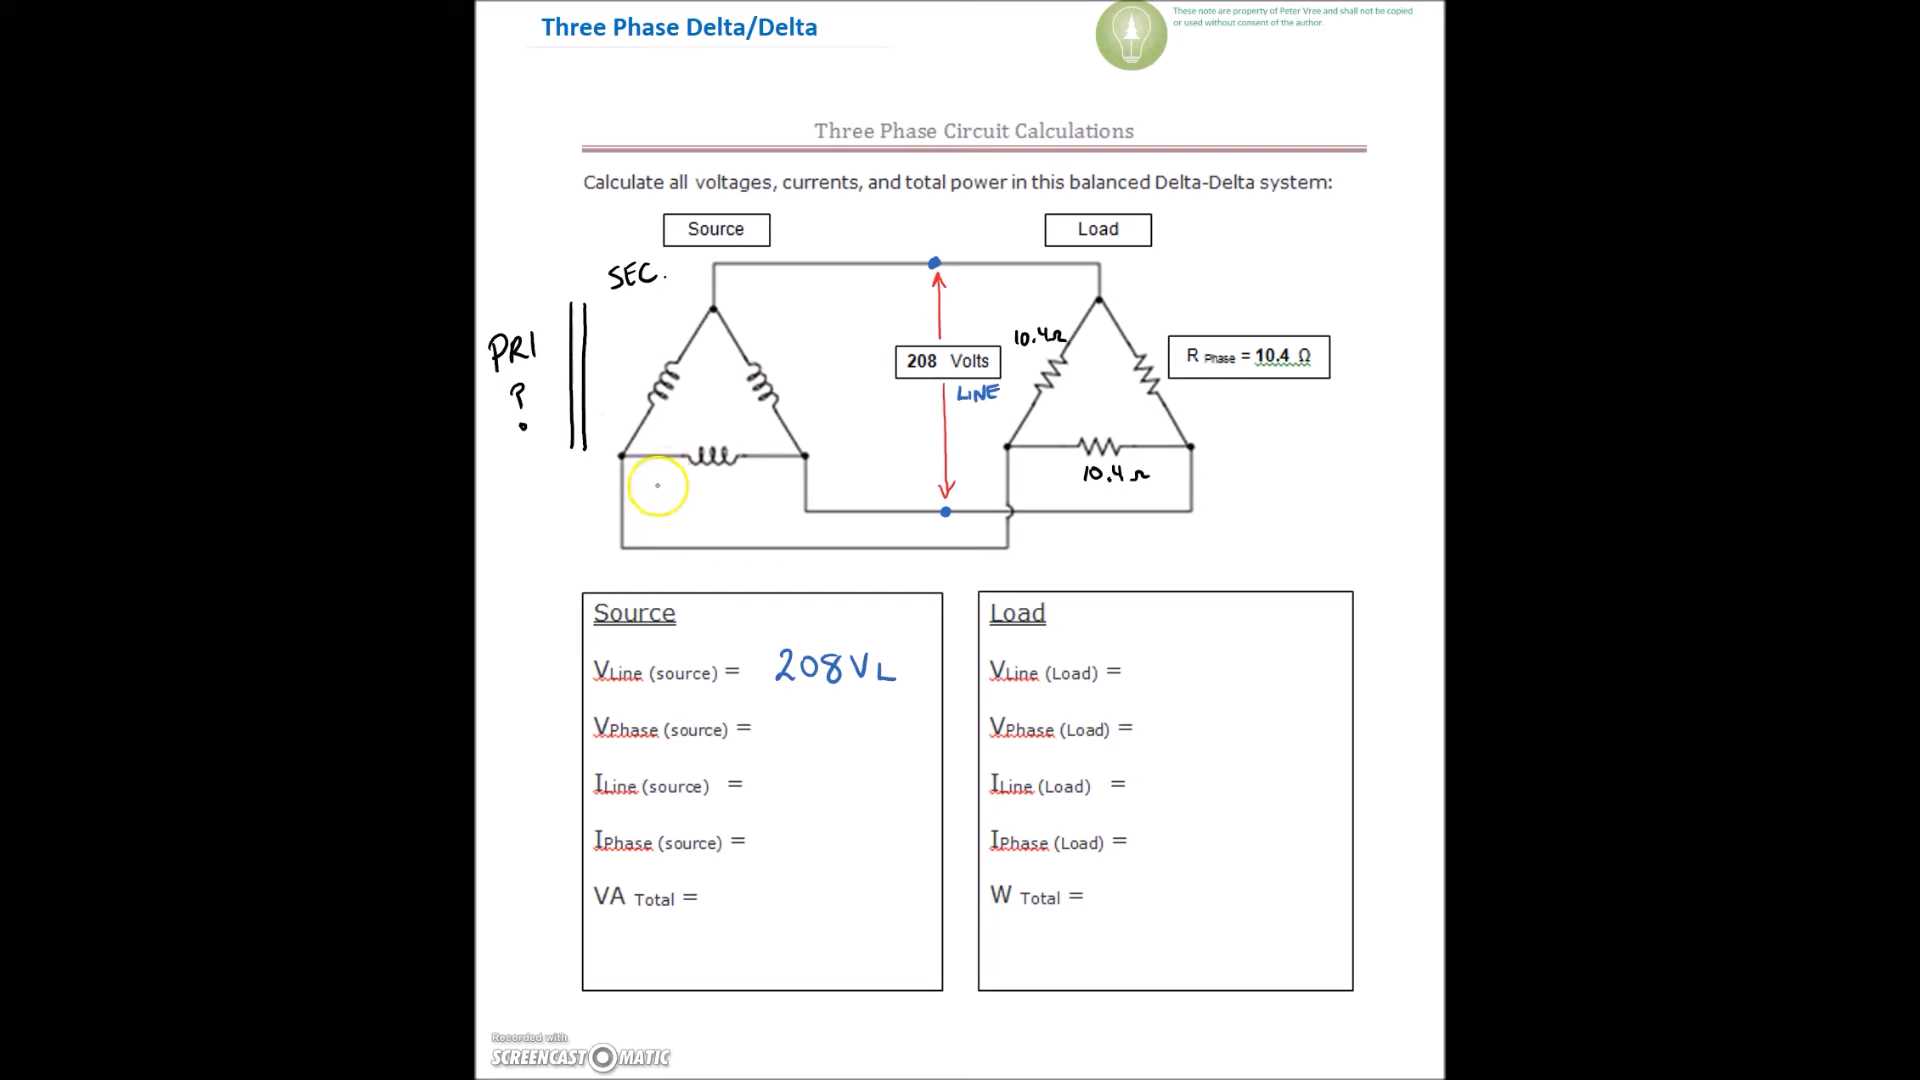 Three Phase Delta/Delta
These note are property of Peter Vree and shall not be copied
or used without consent of the author.
Three Phase Circuit Calculations
Calculate all voltages, currents, and total power in this balanced Delta-Delta system:
Source
Load
SEC.
PRI
?
10.4Ω
208 Volts
LINE
R Phase = 10.4 Ω
10.4 Ω
Source
VLine (source) = 208 VL
VPhase (source) =
ILine (source) =
IPhase (source) =
VA Total =
Load
VLine (Load) =
VPhase (Load) =
ILine (Load) =
IPhase (Load) =
W Total =
Recorded with
SCREENCAST-O-MATIC